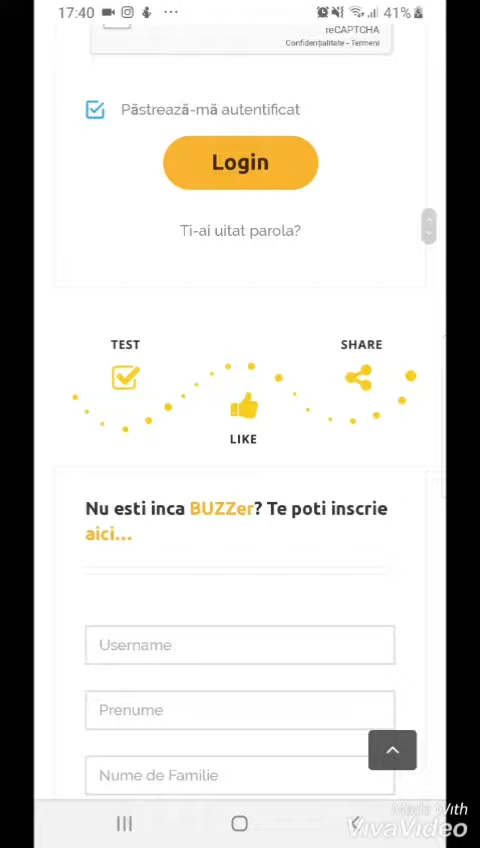 17:40
41%
reCAPTCHA
Confidențialitate - Termeni
Păstrează-mă autentificat
Login
Ti-ai uitat parola?
TEST
SHARE
LIKE
Nu esti inca BUZZer? Te poti inscrie
aici...
Username
Prenume
Nume de Familie
Made With
VivaVideo